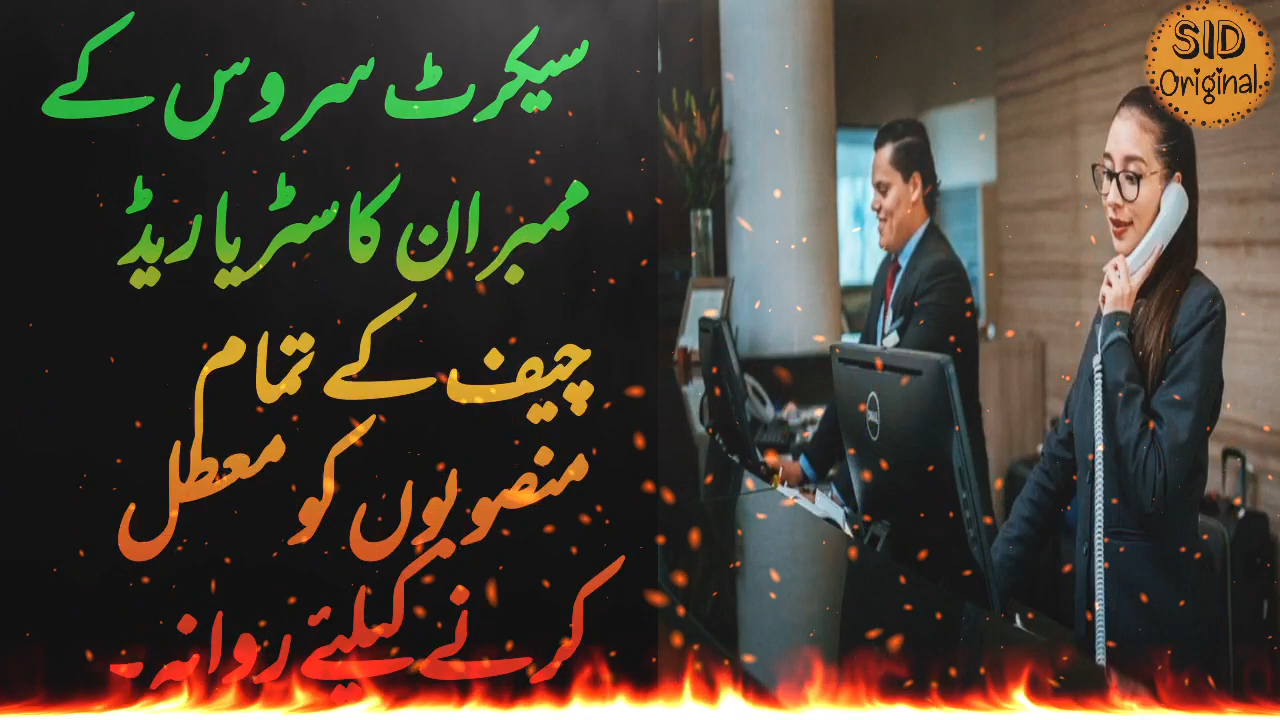 سیکرٹ سروس کے
ممبران کا سٹریا ریڈ
چیف کے تمام
منصوبوں کو معطل
کرنے کیلئے روانہ۔
SID
Original
DELL